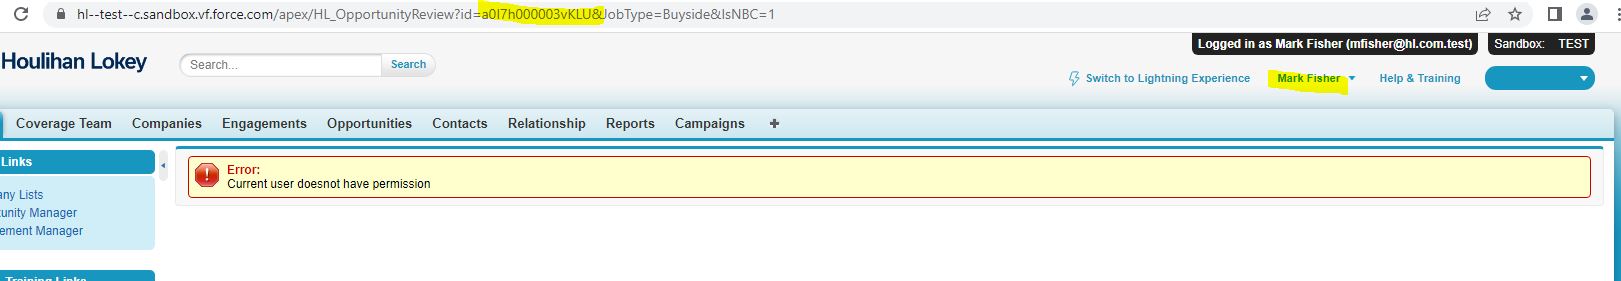 hl--test--c.sandbox.vf.force.com/apex/HL_OpportunityReview?id=a0I7h000003vKLU&JobType=Buyside&IsNBC=1
Logged in as Mark Fisher (mfisher@hl.com.test) Sandbox: TEST
Houlihan Lokey Search... Search
Switch to Lightning Experience Mark Fisher Help & Training
Coverage Team Companies Engagements Opportunities Contacts Relationship Reports Campaigns
Links
Error:
Current user doesnot have permission
any Lists
tunity Manager
ement Manager
Training Links